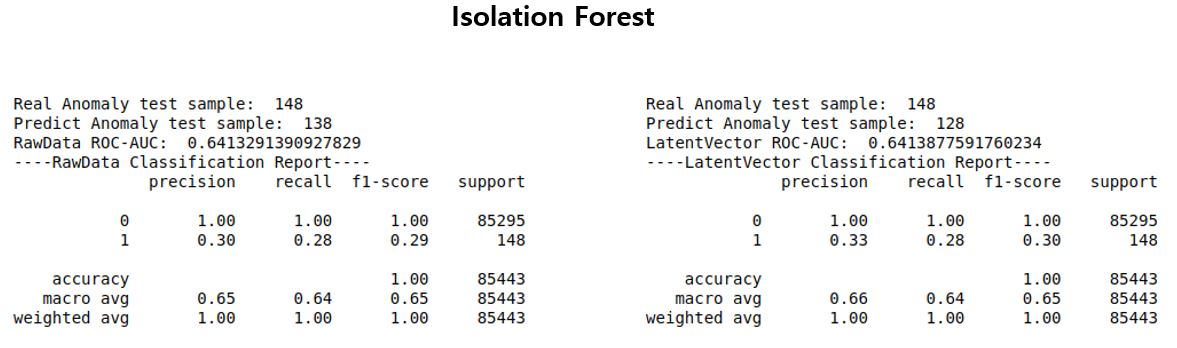 Isolation Forest
Real Anomaly test sample:  148
Predict Anomaly test sample:  138
RawData ROC-AUC:  0.6413291390927829
----RawData Classification Report----
precision    recall  f1-score   support
0       1.00      1.00      1.00     85295
1       0.30      0.28      0.29       148
accuracy                           1.00     85443
macro avg       0.65      0.64      0.65     85443
weighted avg       1.00      1.00      1.00     85443
Real Anomaly test sample:  148
Predict Anomaly test sample:  128
LatentVector ROC-AUC:  0.6413877591760234
----LatentVector Classification Report----
precision    recall  f1-score   support
0       1.00      1.00      1.00     85295
1       0.33      0.28      0.30       148
accuracy                           1.00     85443
macro avg       0.66      0.64      0.65     85443
weighted avg       1.00      1.00      1.00     85443